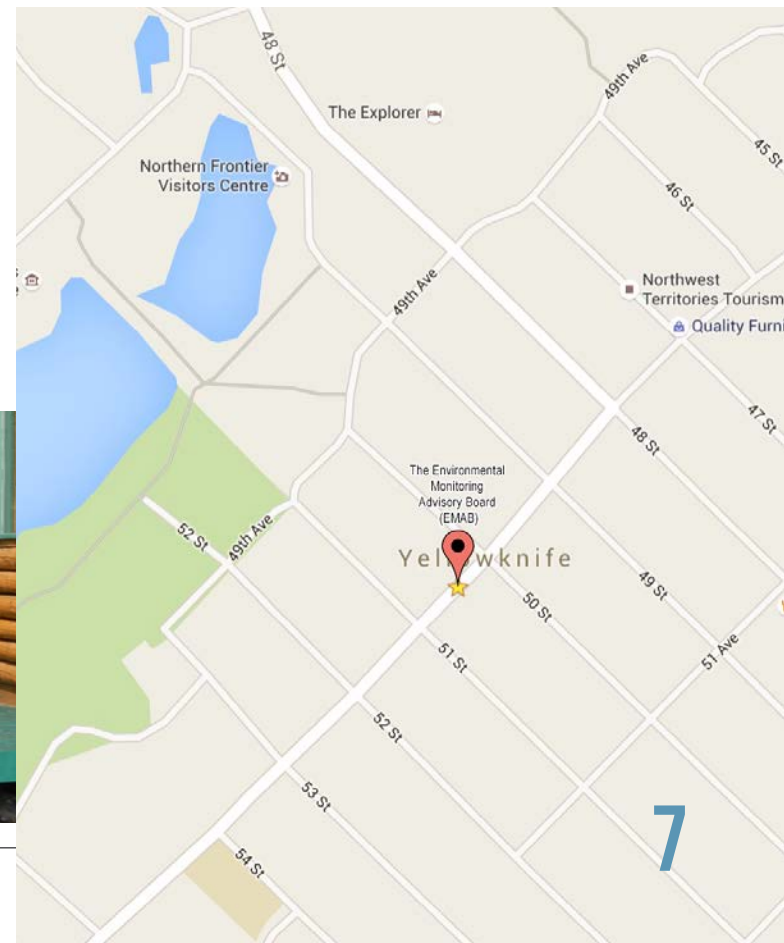 48 St
49th Ave
The Explorer
45 St
Northern Frontier
Visitors Centre
46 St
49th Ave
Northwest
Territories Tourism
Quality Furni
47 St
48 St
The Environmental
Monitoring
Advisory Board
(EMAB)
Yellowknife
52 St
49th Ave
49 St
50 St
51 Ave
51 St
52 St
53 St
54 St
7